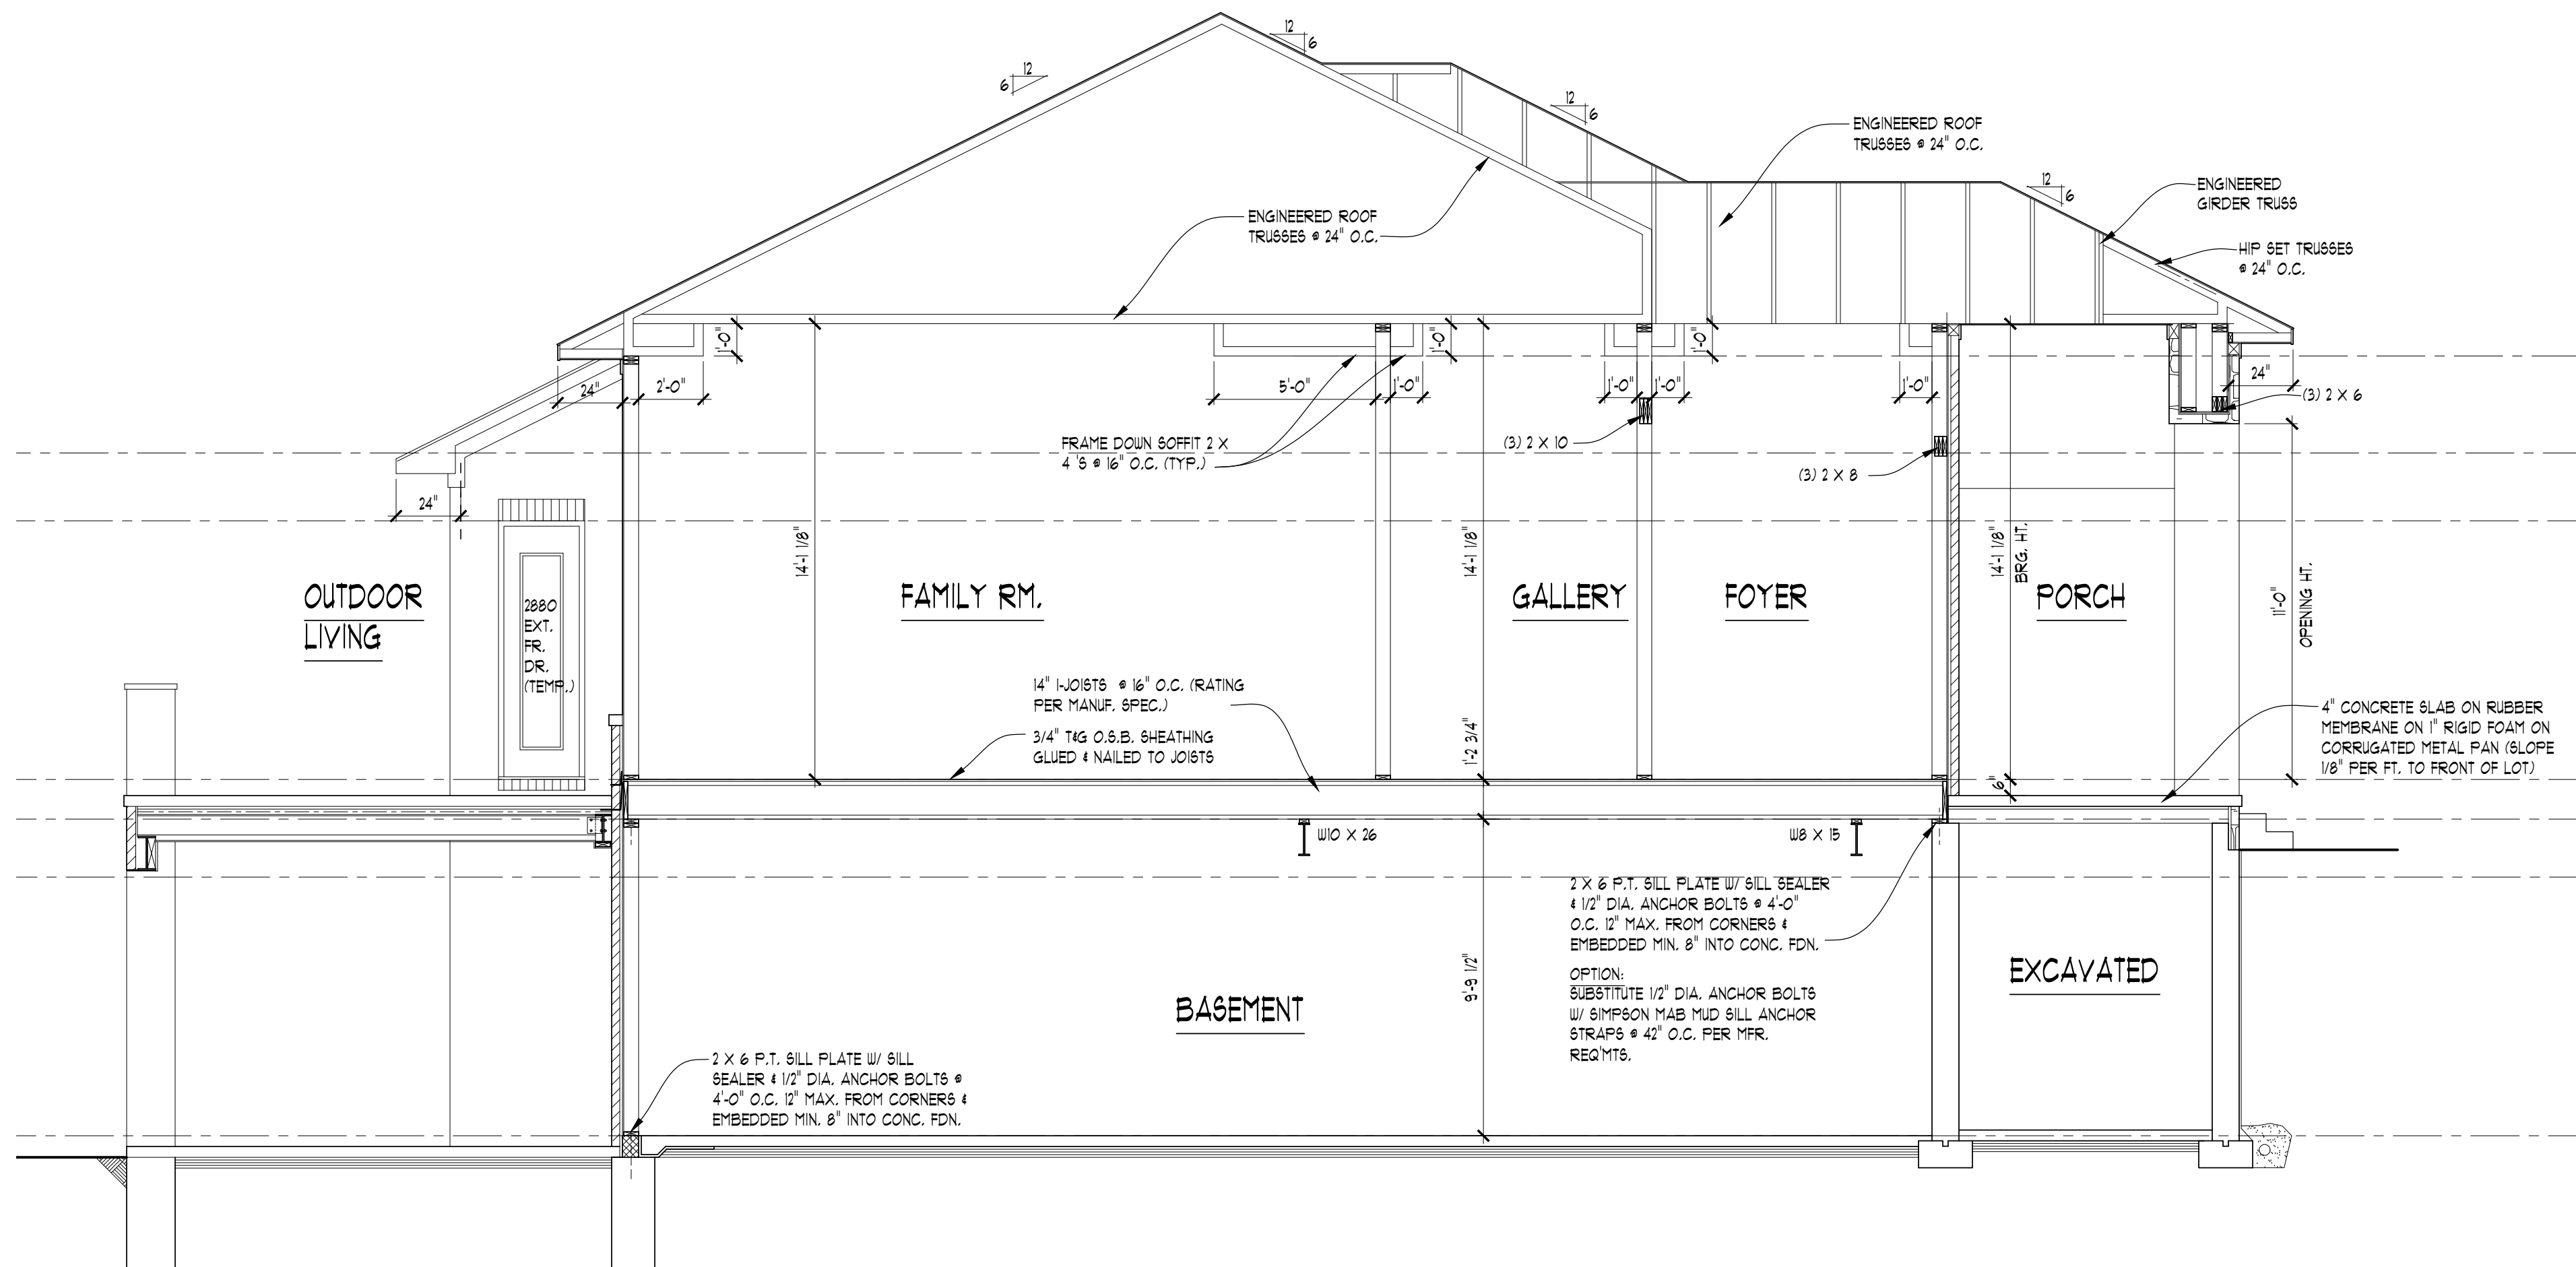 12
6
12
6
12
6
ENGINEERED ROOF
TRUSSES @ 24" O.C.
12
6
ENGINEERED
GIRDER TRUSS
ENGINEERED ROOF
TRUSSES @ 24" O.C.
HIP SET TRUSSES
@ 24" O.C.
1'-0"
1'-0"
1'-0"
24"
2'-0"
5'-0"
1'-0"
1'-0"
1'-0"
1'-0"
24"
(3) 2 X 6
FRAME DOWN SOFFIT 2 X
4 'S @ 16" O.C. (TYP.)
(3) 2 X 10
(3) 2 X 8
24"
14'-1 1/8"
14'-1 1/8"
14'-1 1/8"
BRG. HT.
11'-0"
OPENING HT.
OUTDOOR
LIVING
2880
EXT.
FR.
DR.
(TEMP.)
FAMILY RM.
GALLERY
FOYER
PORCH
14" I-JOISTS @ 16" O.C. (RATING
PER MANUF. SPEC.)
3/4" T&G O.S.B. SHEATHING
GLUED & NAILED TO JOISTS
1'-2 3/4"
6"
4" CONCRETE SLAB ON RUBBER
MEMBRANE ON 1" RIGID FOAM ON
CORRUGATED METAL PAN (SLOPE
1/8" PER FT. TO FRONT OF LOT)
W10 X 26
W8 X 15
2 X 6 P.T. SILL PLATE W/ SILL SEALER
& 1/2" DIA. ANCHOR BOLTS @ 4'-0"
O.C. 12" MAX. FROM CORNERS &
EMBEDDED MIN. 8" INTO CONC. FDN.
OPTION:
SUBSTITUTE 1/2" DIA. ANCHOR BOLTS
W/ SIMPSON MAB MUD SILL ANCHOR
STRAPS @ 42" O.C. PER MFR.
REQ'MTS.
9'-9 1/2"
BASEMENT
EXCAVATED
2 X 6 P.T. SILL PLATE W/ SILL
SEALER & 1/2" DIA. ANCHOR BOLTS @
4'-0" O.C. 12" MAX. FROM CORNERS &
EMBEDDED MIN. 8" INTO CONC. FDN.